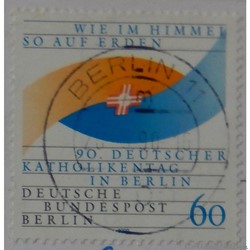 WIE IM HIMMEL
SO AUF ERDEN
BERLIN 11
90. DEUTSCHER
KATHOLIKENTAG
IN BERLIN
DEUTSCHE
BUNDESPOST
BERLIN
60